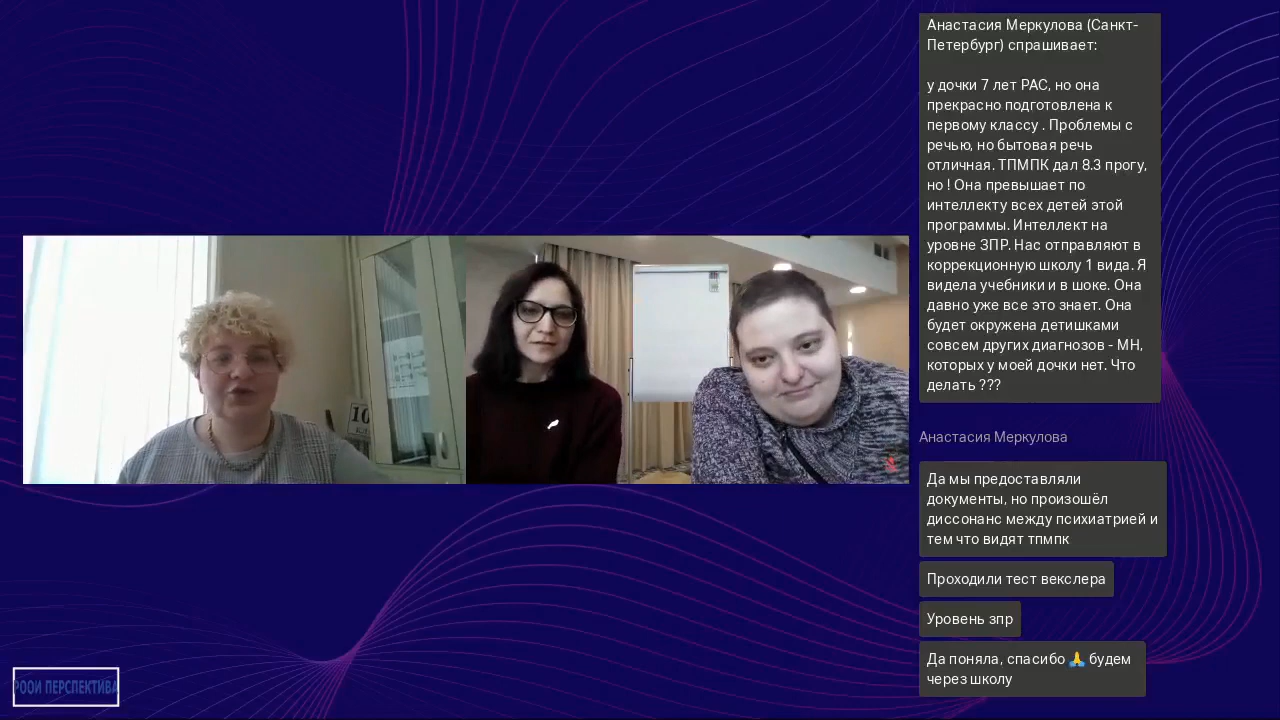 Анастасия Меркулова (Санкт-
Петербург) спрашивает:
у дочки 7 лет РАС, но она
прекрасно подготовлена к
первому классу . Проблемы с
речью, но бытовая речь
отличная. ТПМПК дал 8.3 прогу,
но ! Она превышает по
интеллекту всех детей этой
программы. Интеллект на
уровне ЗПР. Нас отправляют в
коррекционную школу 1 вида. Я
видела учебники и в шоке. Она
давно уже все это знает. Она
будет окружена детишками
совсем других диагнозов - МН,
которых у моей дочки нет. Что
делать ???
Анастасия Меркулова
Да мы предоставляли
документы, но произошёл
диссонанс между психиатрией и
тем что видят тпмпк
Проходили тест векслера
Уровень зпр
Да поняла, спасибо 🙏 будем
через школу
10
РООИ ПЕРСПЕКТИВА